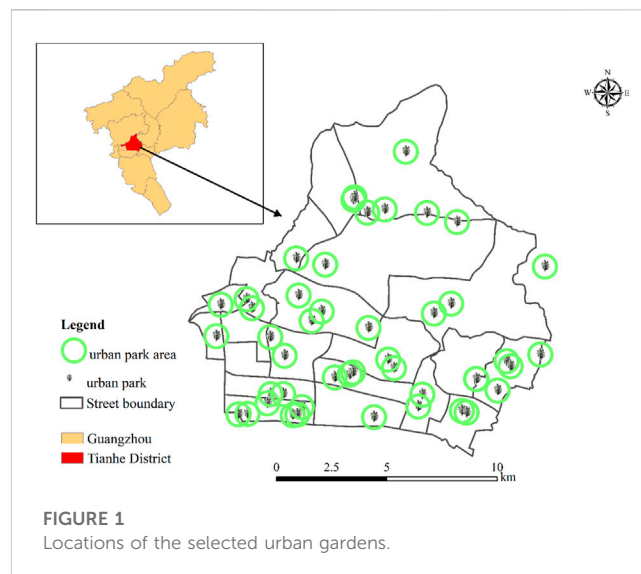 N
W E
S
Legend
urban park area
urban park
Street boundary
Guangzhou
Tianhe District
0 2.5 5 10
km
FIGURE 1
Locations of the selected urban gardens.